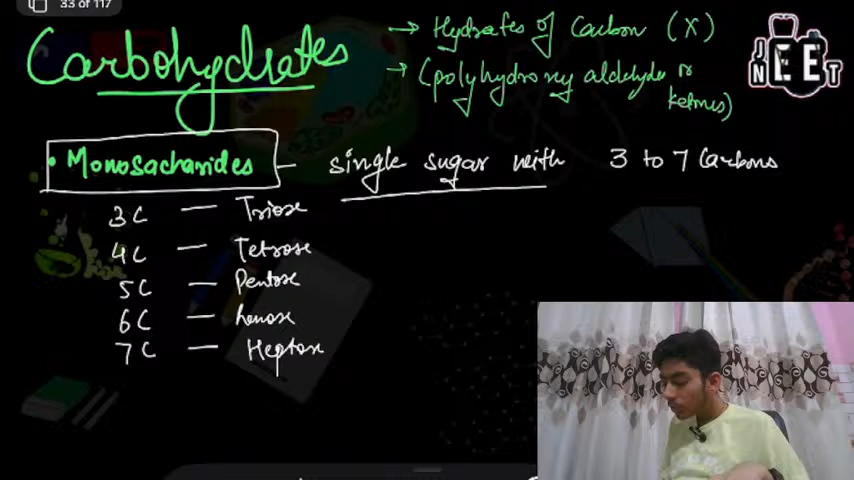 33 of 117
Carbohydrates
→ Hydrates of Carbon (X)
→ (polyhydroxy aldehyde or
ketones)
JNEET
• Monosacharides — single sugar with 3 to 7 Carbons
3C — Triose
4C — Tetrose
5C — Pentose
6C — hexose
7C — Heptose